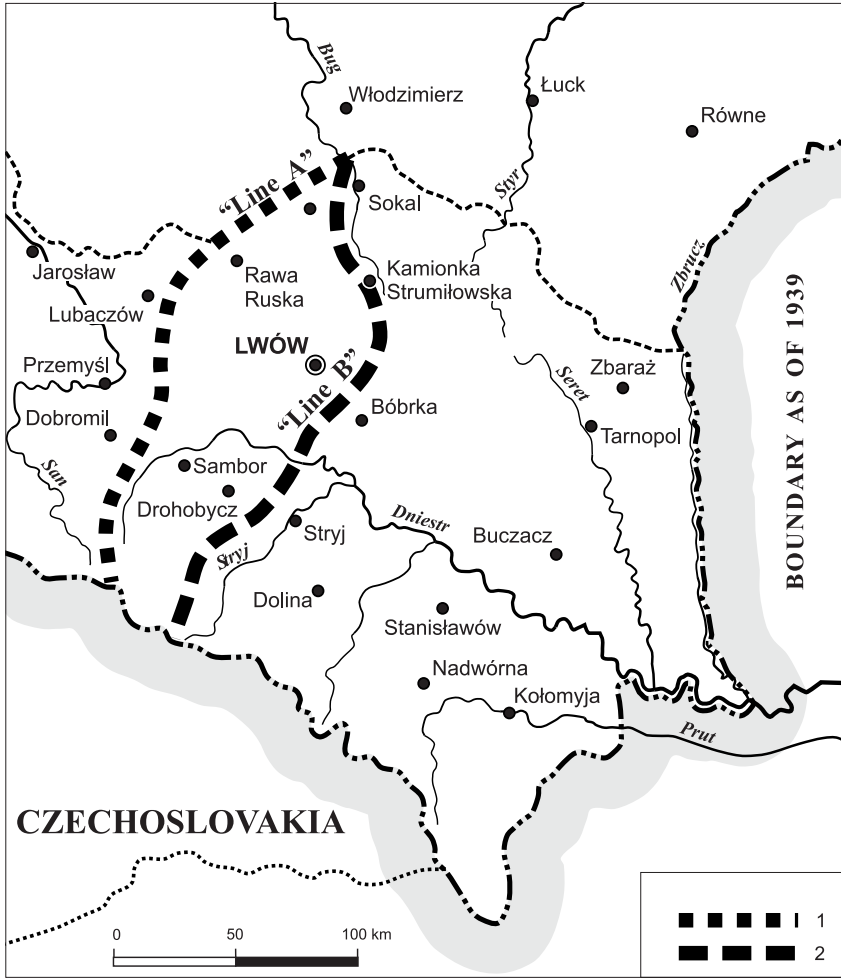 Bug
Włodzimierz
Łuck
Równe
“Line A”
Sokal
Styr
Zbrucz
Jarosław
Rawa
Ruska
Kamionka
Strumiłowska
Lubaczów
BOUNDARY AS OF 1939
LWÓW
Przemyśl
Zbaraż
“Line B”
Seret
Bóbrka
Dobromil
Tarnopol
San
Sambor
Drohobycz
Dniestr
Stryj
Stryj
Buczacz
Dolina
Stanisławów
Nadwórna
Kołomyja
Prut
CZECHOSLOVAKIA
0 50 100 km
1
2